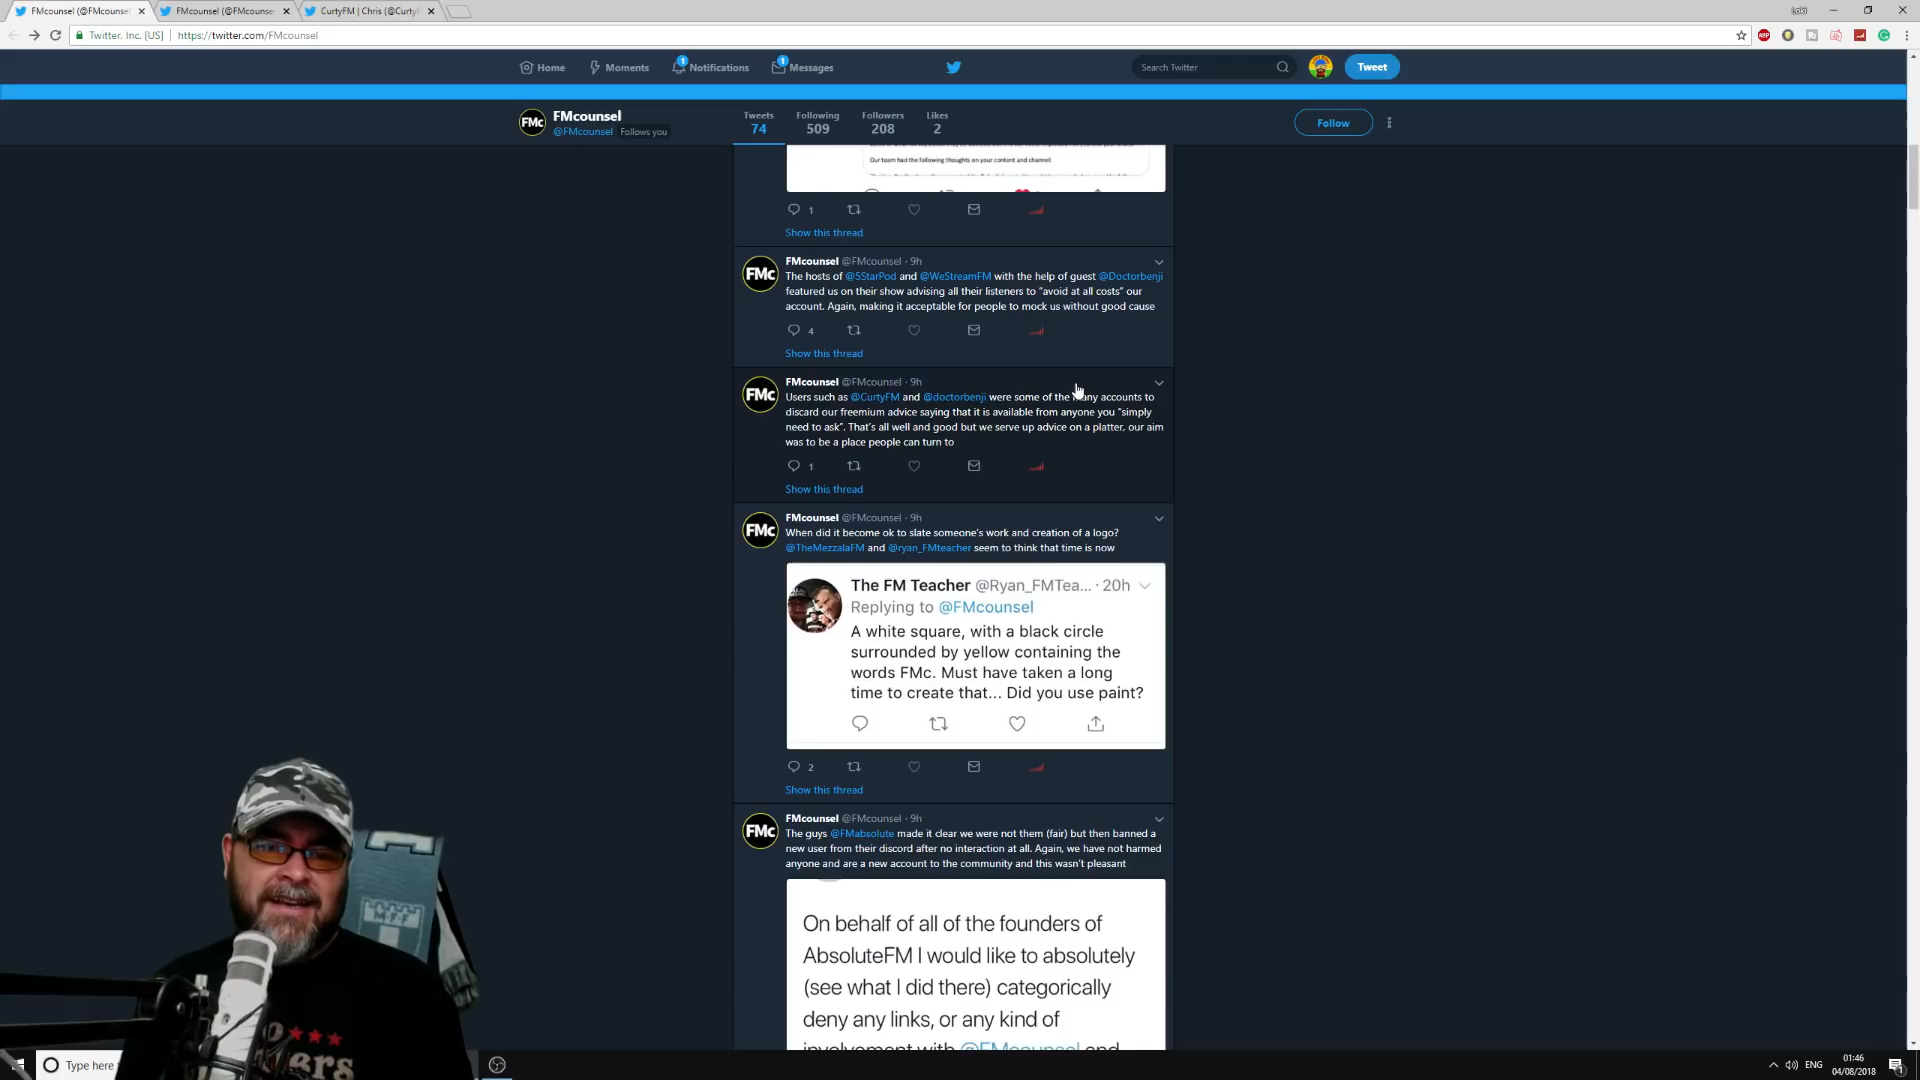 FMcounsel (@FMcounsel
FMcounsel (@FMcounse
CurtyFM | Chris (@Curty
Loki
Twitter, Inc. [US]
https://twitter.com/FMcounsel
Home
Moments
1
Notifications
1
Messages
Search Twitter
Tweet
FMc
FMcounsel
@FMcounsel
Follows you
Tweets
74
Following
509
Followers
208
Likes
2
Follow
Our team had the following thoughts on your content and channel:
1
Show this thread
FMc
FMcounsel @FMcounsel · 9h
The hosts of @5StarPod and @WeStreamFM with the help of guest @Doctorbenji
featured us on their show advising all their listeners to "avoid at all costs" our
account. Again, making it acceptable for people to mock us without good cause
4
Show this thread
FMc
FMcounsel @FMcounsel · 9h
Users such as @CurtyFM and @doctorbenji were some of the many accounts to
discard our freemium advice saying that it is available from anyone you "simply
need to ask". That's all well and good but we serve up advice on a platter, our aim
was to be a place people can turn to
1
Show this thread
FMc
FMcounsel @FMcounsel · 9h
When did it become ok to slate someone's work and creation of a logo?
@TheMezzalaFM and @ryan_FMteacher seem to think that time is now
The FM Teacher @Ryan_FMTea... · 20h
Replying to @FMcounsel
A white square, with a black circle
surrounded by yellow containing the
words FMc. Must have taken a long
time to create that... Did you use paint?
2
Show this thread
FMc
FMcounsel @FMcounsel · 9h
The guys @FMabsolute made it clear we were not them (fair) but then banned a
new user from their discord after no interaction at all. Again, we have not harmed
anyone and are a new account to the community and this wasn't pleasant
On behalf of all of the founders of
AbsoluteFM I would like to absolutely
(see what I did there) categorically
deny any links, or any kind of
involvement with @FMcounsel and
M·F·F
Type here
ENG
01:46
04/08/2018
1